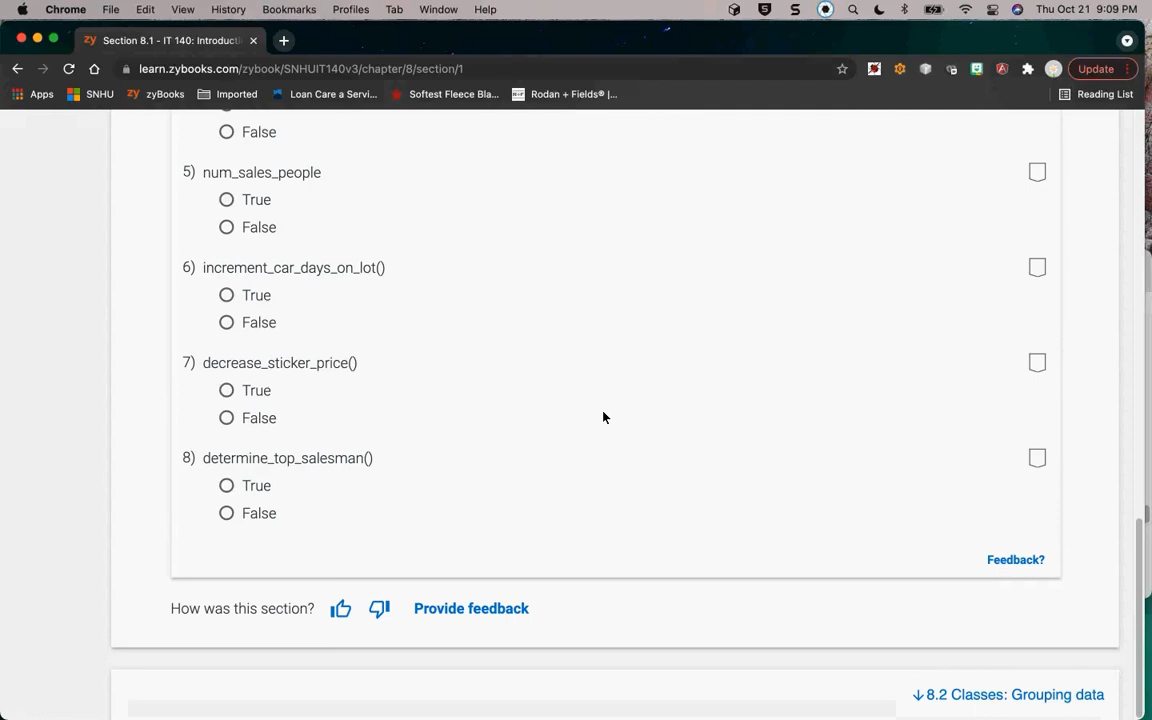 Chrome File Edit View History Bookmarks Profiles Tab Window Help Thu Oct 21 9:09 PM
Section 8.1 - IT 140: Introducti
learn.zybooks.com/zybook/SNHUIT140v3/chapter/8/section/1 Update
Apps SNHU zyBooks Imported Loan Care a Servi... Softest Fleece Bla... Rodan + Fields® |... Reading List
False
5) num_sales_people
True
False
6) increment_car_days_on_lot()
True
False
7) decrease_sticker_price()
True
False
8) determine_top_salesman()
True
False
Feedback?
How was this section? Provide feedback
8.2 Classes: Grouping data